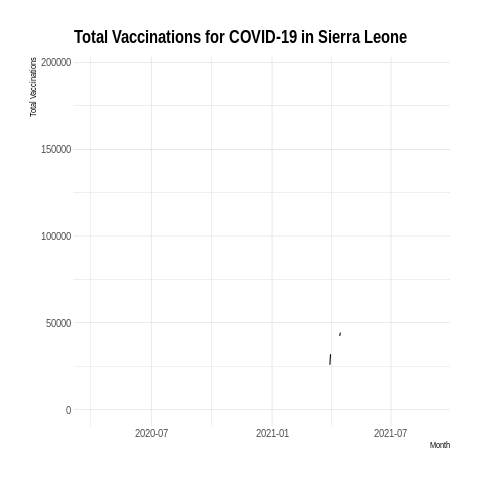 Total Vaccinations for COVID-19 in Sierra Leone
Total Vaccinations
200000
150000
100000
50000
0
2020-07 2021-01 2021-07
Month